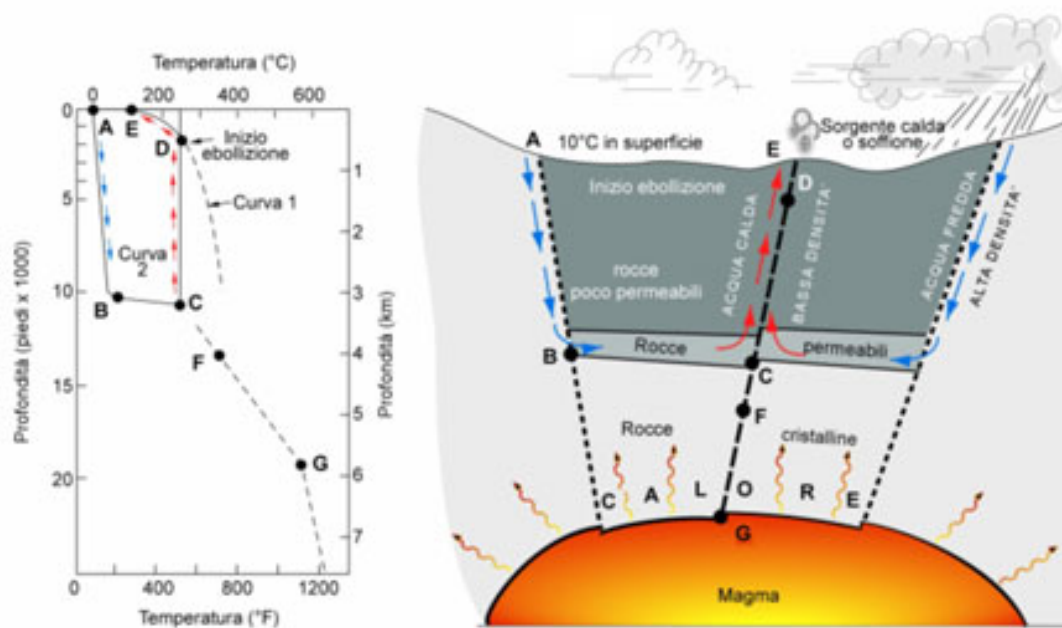 Temperatura (°C)
0 200 400 600
0
5
10
15
20
Profondità (piedi x 1000)
A
E
D
Inizio
ebollizione
Curva 1
Curva
2
B
C
F
G
1
2
3
4
5
6
7
Profondità (km)
0 400 800 1200
Temperatura (°F)
A
10°C in superficie
E
Sorgente calda
o soffione
D
Inizio ebollizione
ACQUA CALDA
BASSA DENSITA'
ACQUA FREDDA
ALTA DENSITA'
rocce
poco permeabili
B
Rocce
permeabili
C
F
Rocce
cristalline
C A L O R E
G
Magma